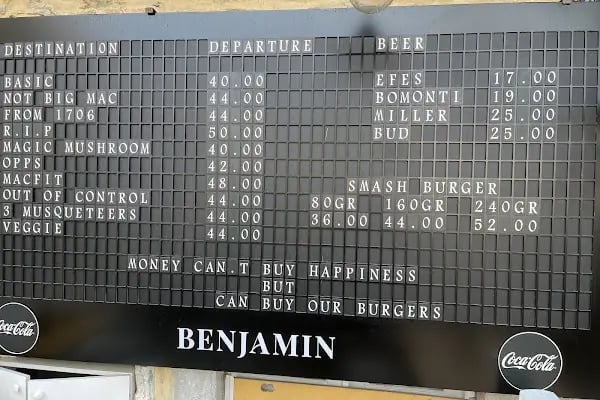 DESTINATION DEPARTURE BEER
BASIC 40.00 EFES 17.00
NOT BIG MAC 44.00 BOMONTI 19.00
FROM 1706 44.00 MILLER 25.00
R.I.P 50.00 BUD 25.00
MAGIC MUSHROOM 40.00
OPPS 42.00
MACFIT 48.00 SMASH BURGER
OUT OF CONTROL 44.00 80GR 160GR 240GR
3 MUSQUETEERS 44.00 36.00 44.00 52.00
VEGGIE 44.00
MONEY CAN.T BUY HAPPINESS
BUT
CAN BUY OUR BURGERS
Coca-Cola BENJAMIN Coca-Cola